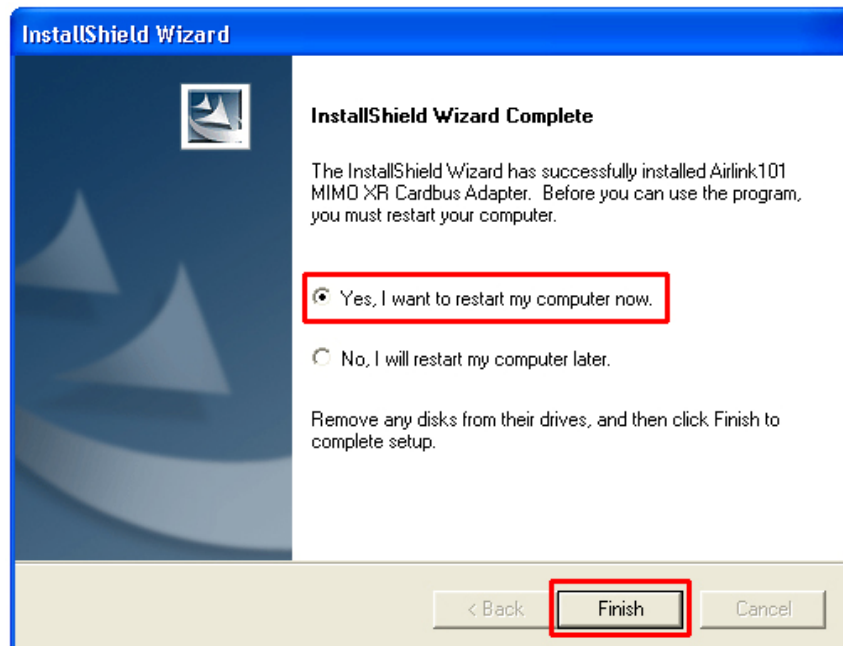 InstallShield Wizard
InstallShield Wizard Complete
The InstallShield Wizard has successfully installed Airlink101
MIMO XR Cardbus Adapter.  Before you can use the program,
you must restart your computer.
Yes, I want to restart my computer now.
No, I will restart my computer later.
Remove any disks from their drives, and then click Finish to
complete setup.
< Back Finish Cancel